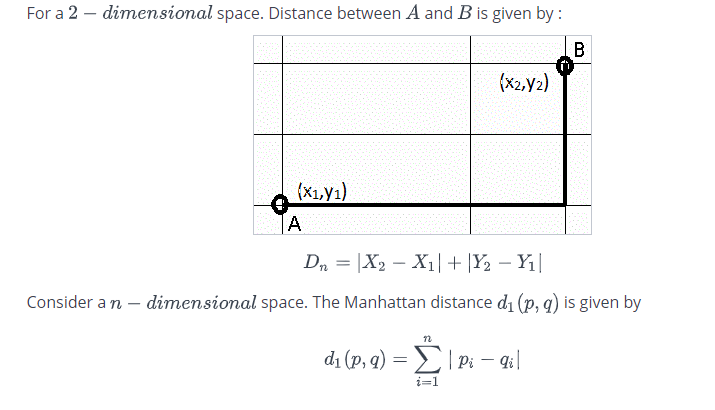 For a 2 − dimensional space. Distance between A and B is given by :
B
(x₂,y₂)
(x₁,y₁)
A
Dₙ = |X₂ − X₁| + |Y₂ − Y₁|
Consider a n − dimensional space. The Manhattan distance d₁(p, q) is given by
d₁(p, q) = ∑ⁿᵢ₌₁ | pᵢ − qᵢ|